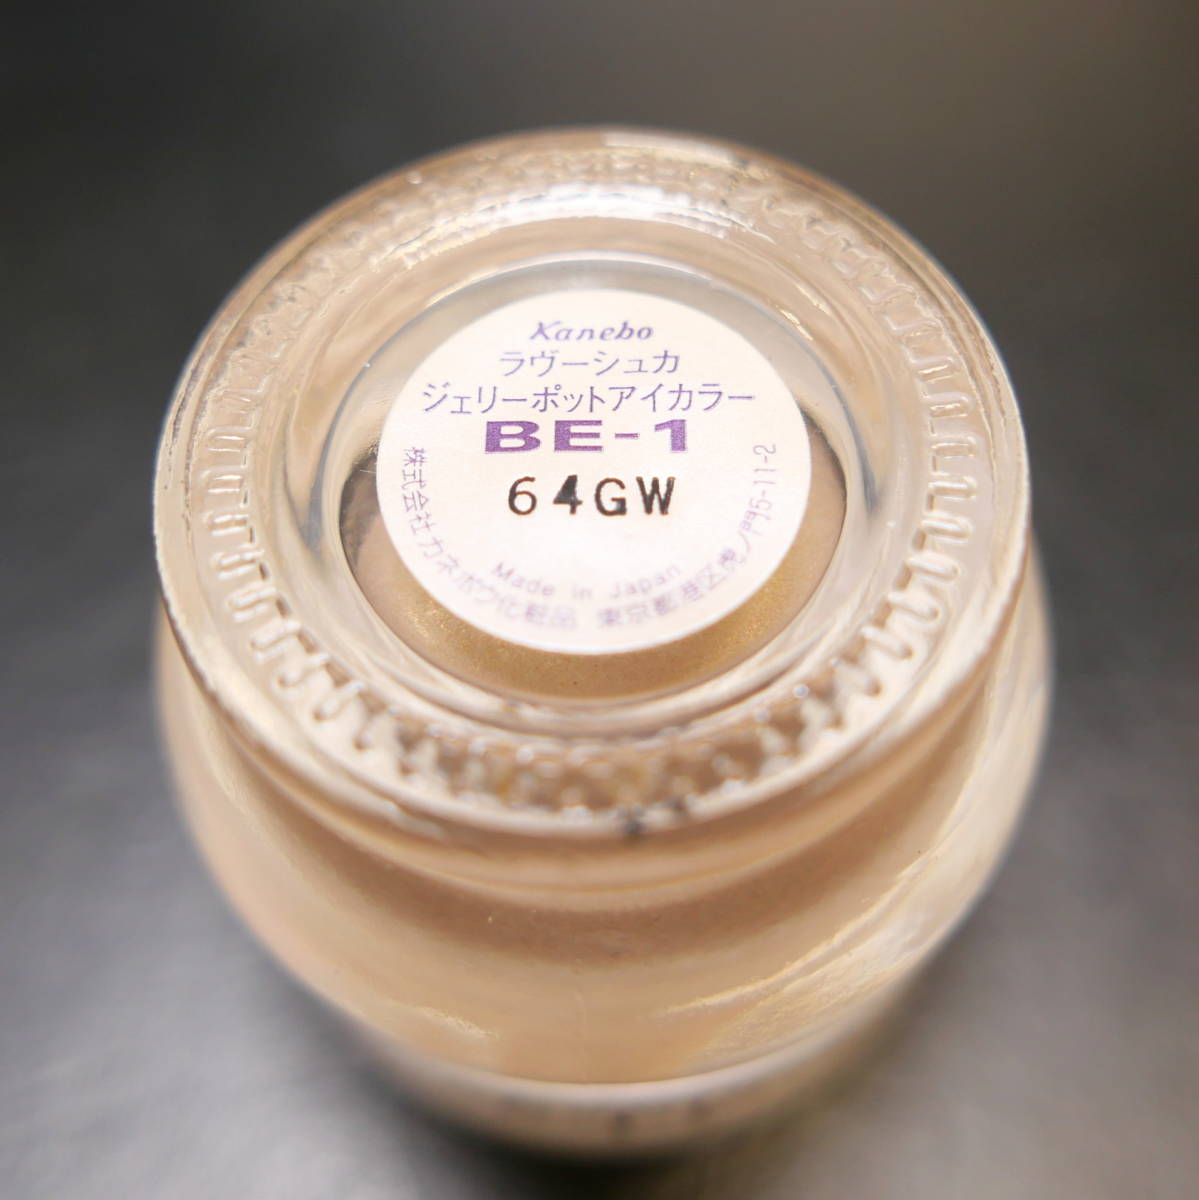 Kanebo
ラヴーシュカ
ジェリーポットアイカラー
BE-1
64GW
Made in Japan
株式会社カネボウ化粧品 東京都港区虎ノ門5-11-2